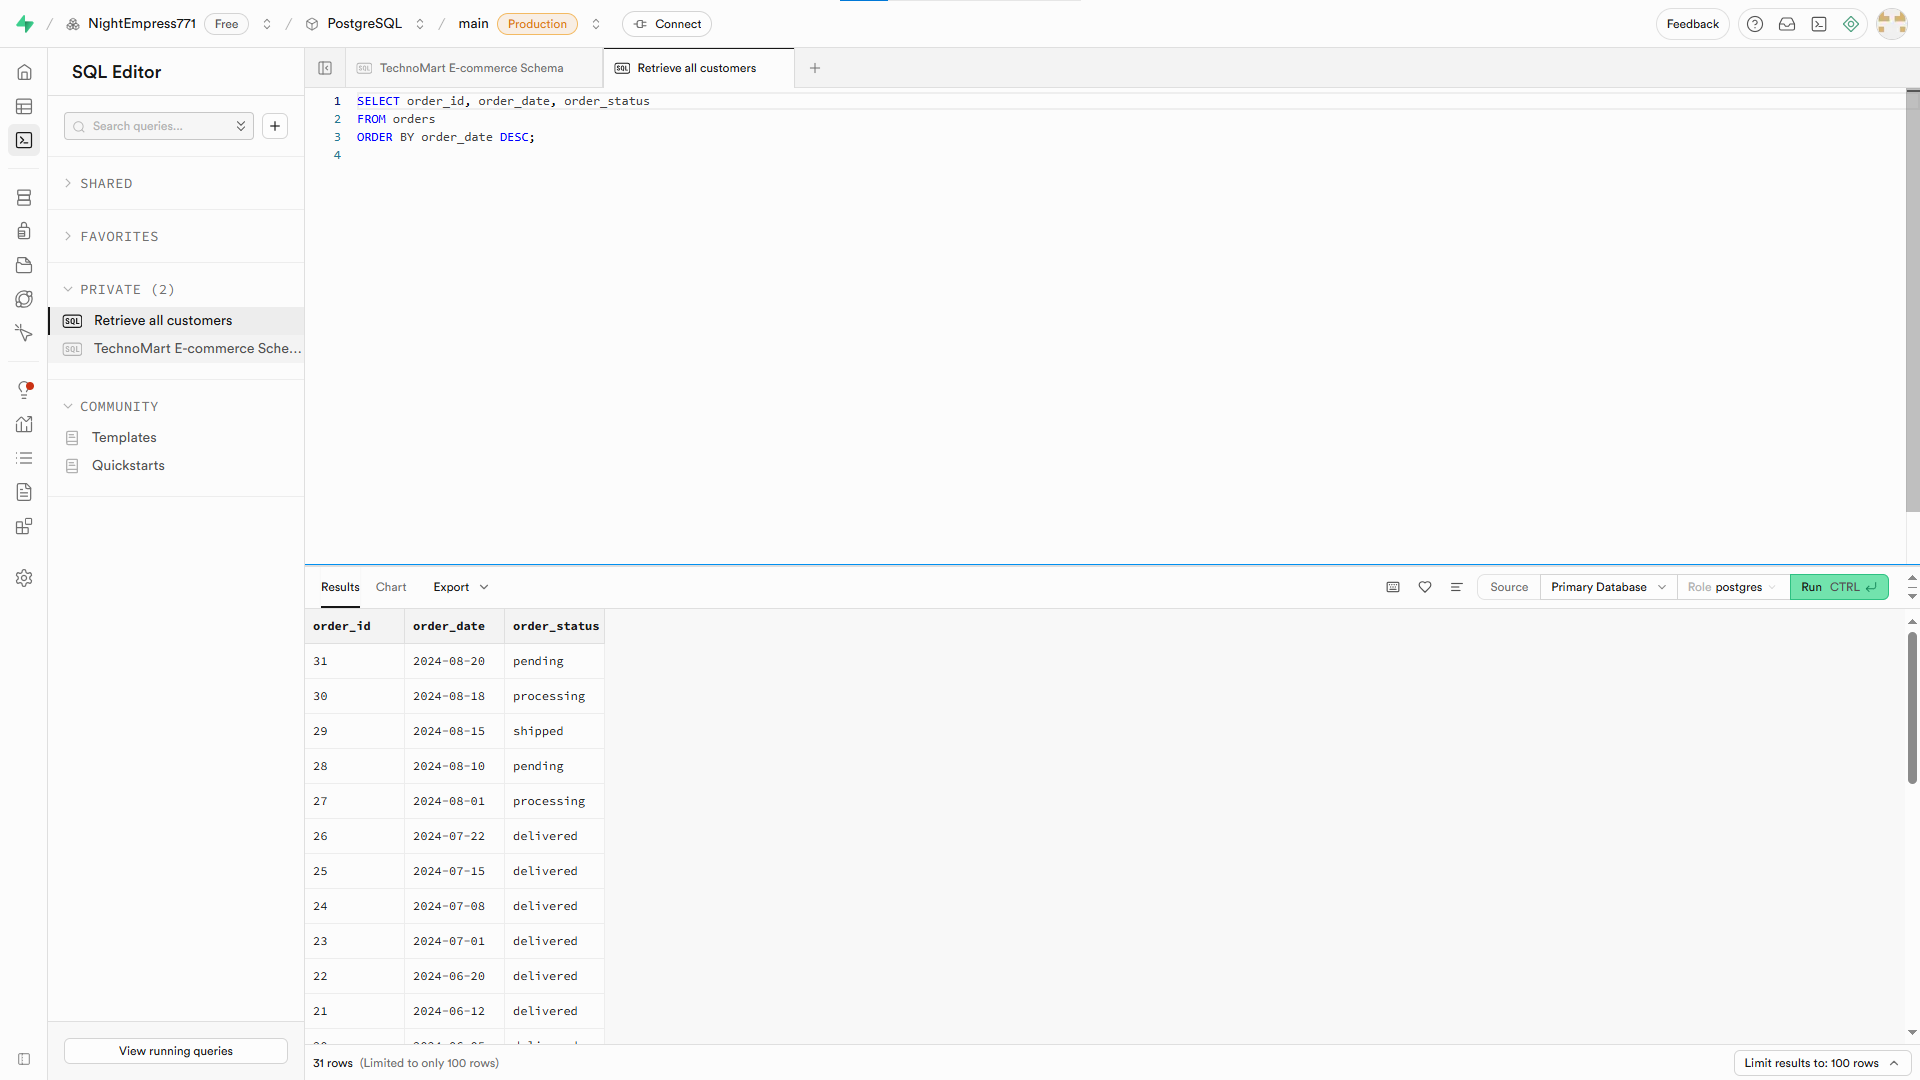 NightEmpress771 Free PostgreSQL main Production Connect Feedback
SQL Editor
Search queries...
SHARED
FAVORITES
PRIVATE (2)
SQL Retrieve all customers
SQL TechnoMart E-commerce Sche...
COMMUNITY
Templates
Quickstarts
View running queries
SQL TechnoMart E-commerce Schema
SQL Retrieve all customers
1 SELECT order_id, order_date, order_status
2 FROM orders
3 ORDER BY order_date DESC;
4
Results Chart Export Source Primary Database Role postgres Run CTRL
order_id order_date order_status
31 2024-08-20 pending
30 2024-08-18 processing
29 2024-08-15 shipped
28 2024-08-10 pending
27 2024-08-01 processing
26 2024-07-22 delivered
25 2024-07-15 delivered
24 2024-07-08 delivered
23 2024-07-01 delivered
22 2024-06-20 delivered
21 2024-06-12 delivered
31 rows (Limited to only 100 rows)
Limit results to: 100 rows